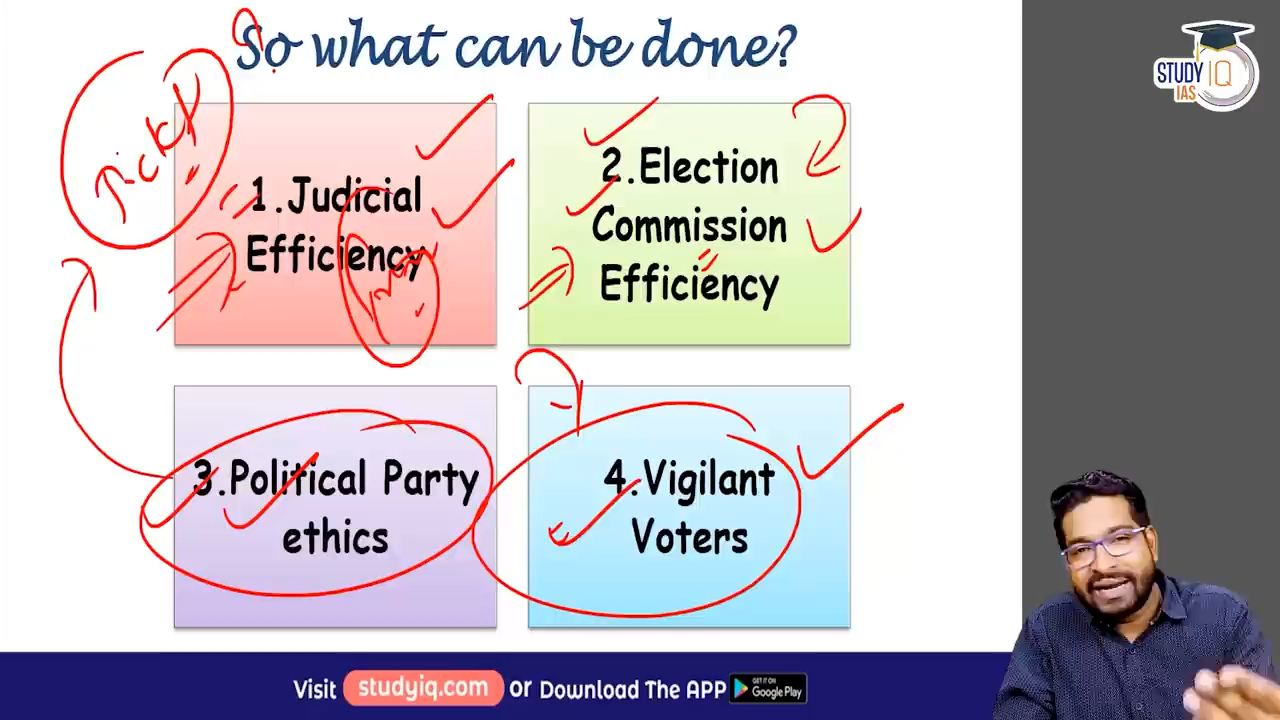 So what can be done?
STUDY IQ
IAS
1.Judicial
Efficiency
2.Election
Commission
Efficiency
3.Political Party
ethics
4.Vigilant
Voters
Visit studyiq.com or Download The APP GET IT ON Google Play